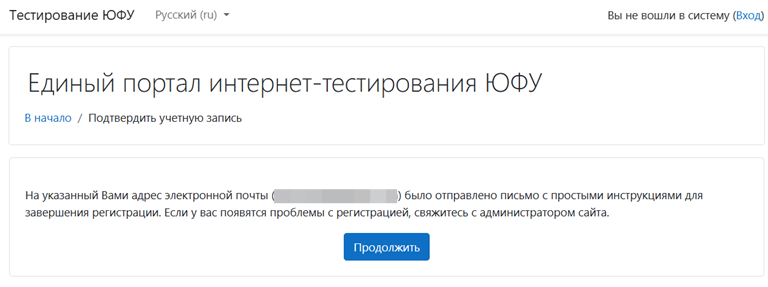 Тестирование ЮФУ Русский (ru) Вы не вошли в систему (Вход)
Единый портал интернет-тестирования ЮФУ
В начало / Подтвердить учетную запись
На указанный Вами адрес электронной почты ( ) было отправлено письмо с простыми инструкциями для
завершения регистрации. Если у вас появятся проблемы с регистрацией, свяжитесь с администратором сайта.
Продолжить